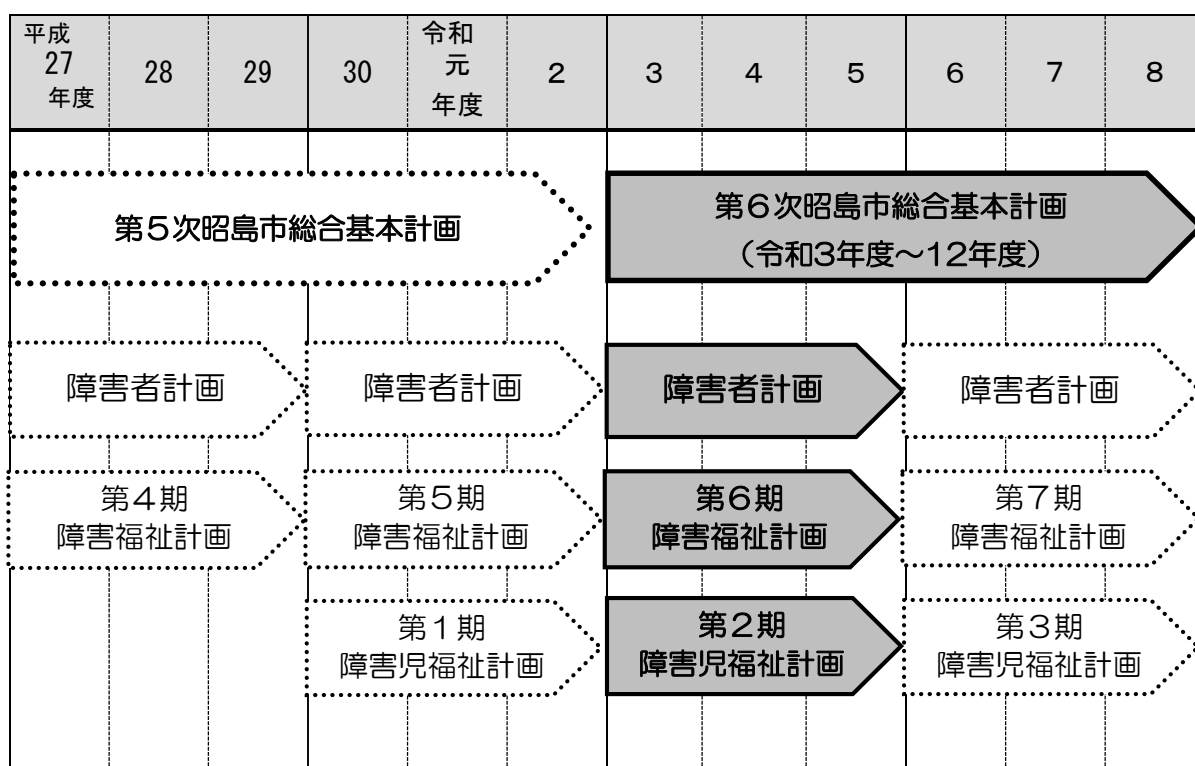 平成
27
年度
28
29
30
令和
元
年度
2
3
4
5
6
7
8
第5次昭島市総合基本計画
第6次昭島市総合基本計画
（令和3年度～12年度）
障害者計画
障害者計画
障害者計画
障害者計画
第4期
障害福祉計画
第5期
障害福祉計画
第6期
障害福祉計画
第7期
障害福祉計画
第1期
障害児福祉計画
第2期
障害児福祉計画
第3期
障害児福祉計画